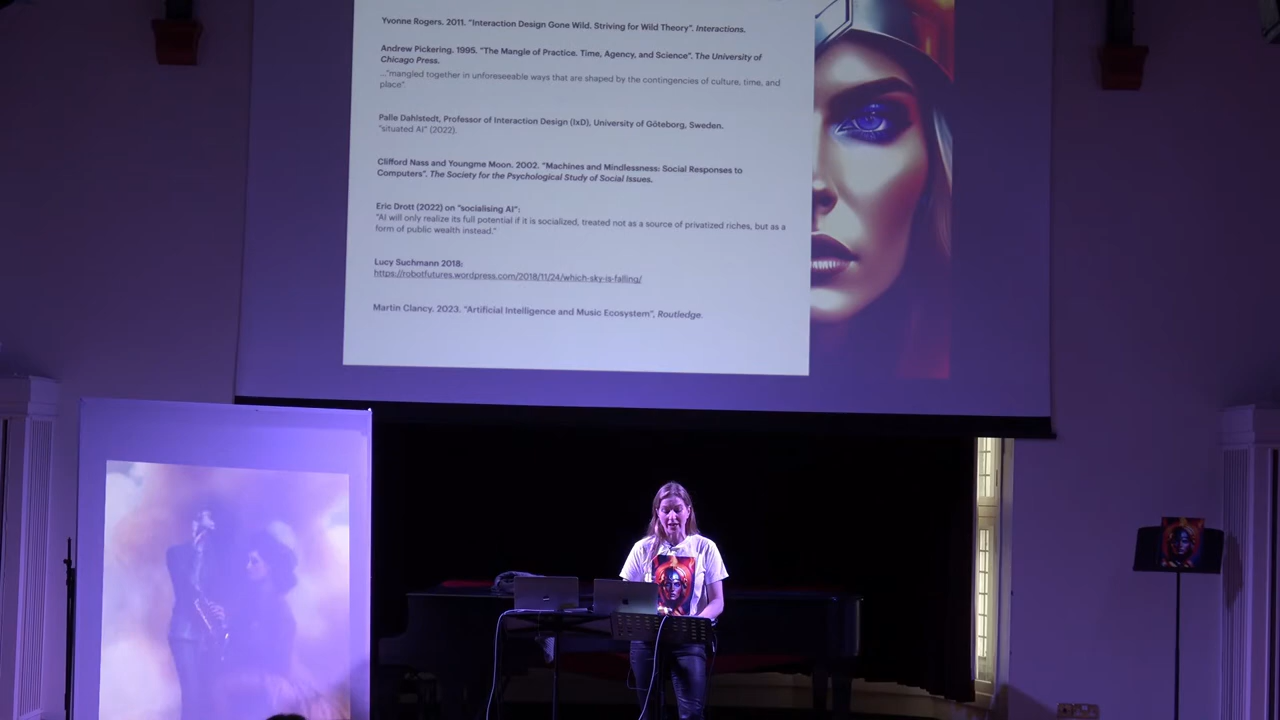 Yvonne Rogers. 2011. "Interaction Design Gone Wild. Striving for Wild Theory". Interactions.
Andrew Pickering. 1995. "The Mangle of Practice. Time, Agency, and Science". The University of
Chicago Press.
..."mangled together in unforeseeable ways that are shaped by the contingencies of culture, time, and
place"
Palle Dahlstedt, Professor of Interaction Design (IxD), University of Göteborg, Sweden.
"situated AI" (2022).
Clifford Nass and Youngme Moon. 2002. "Machines and Mindlessness: Social Responses to
Computers". The Society for the Psychological Study of Social Issues.
Eric Drott (2022) on "socialising AI":
"AI will only realize its full potential if it is socialized, treated not as a source of privatized riches, but as a
form of public wealth instead."
Lucy Suchmann 2018:
https://robotfutures.wordpress.com/2018/11/24/which-sky-is-falling/
Martin Clancy. 2023. "Artificial Intelligence and Music Ecosystem", Routledge.